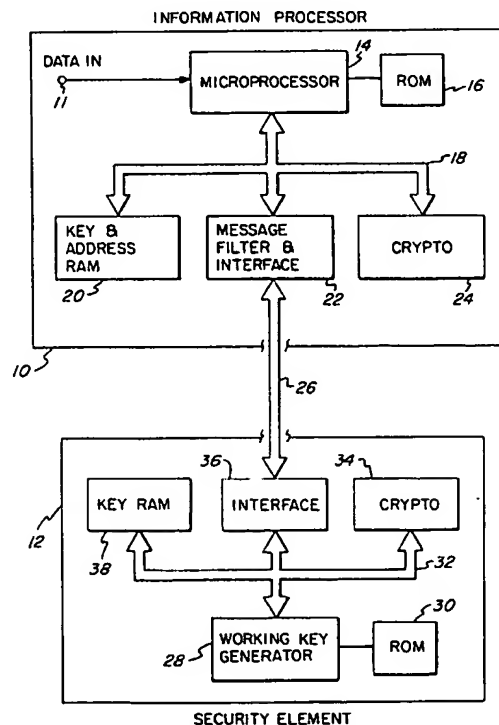 INFORMATION PROCESSOR
DATA IN
11
MICROPROCESSOR
14
ROM
16
18
KEY &
ADDRESS
RAM
20
MESSAGE
FILTER &
INTERFACE
22
CRYPTO
24
10
26
12
KEY RAM
38
36
INTERFACE
34
CRYPTO
32
28
WORKING KEY
GENERATOR
30
ROM
SECURITY ELEMENT